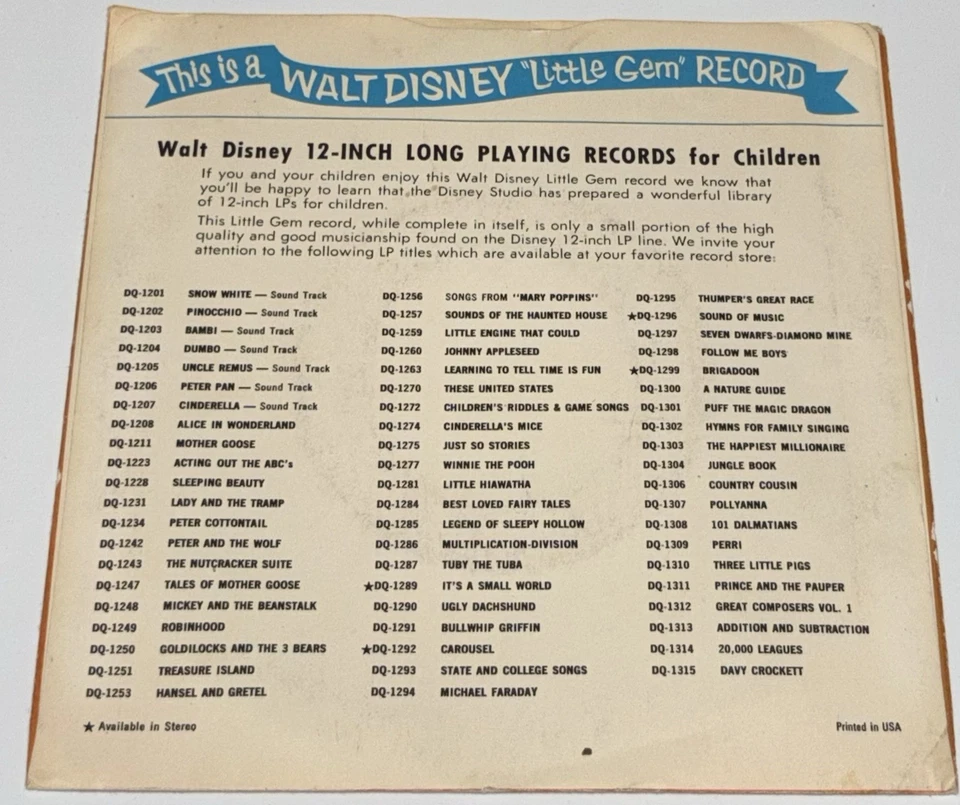 This is a WALT DISNEY "Little Gem" RECORD
Walt Disney 12-INCH LONG PLAYING RECORDS for Children
If you and your children enjoy this Walt Disney Little Gem record we know that
you'll be happy to learn that the Disney Studio has prepared a wonderful library
of 12-inch LPs for children.
This Little Gem record, while complete in itself, is only a small portion of the high
quality and good musicianship found on the Disney 12-inch LP line. We invite your
attention to the following LP titles which are available at your favorite record store:
DQ-1201 SNOW WHITE — Sound Track
DQ-1202 PINOCCHIO — Sound Track
DQ-1203 BAMBI — Sound Track
DQ-1204 DUMBO — Sound Track
DQ-1205 UNCLE REMUS — Sound Track
DQ-1206 PETER PAN — Sound Track
DQ-1207 CINDERELLA — Sound Track
DQ-1208 ALICE IN WONDERLAND
DQ-1211 MOTHER GOOSE
DQ-1223 ACTING OUT THE ABC's
DQ-1228 SLEEPING BEAUTY
DQ-1231 LADY AND THE TRAMP
DQ-1234 PETER COTTONTAIL
DQ-1242 PETER AND THE WOLF
DQ-1243 THE NUTCRACKER SUITE
DQ-1247 TALES OF MOTHER GOOSE
DQ-1248 MICKEY AND THE BEANSTALK
DQ-1249 ROBINHOOD
DQ-1250 GOLDILOCKS AND THE 3 BEARS
DQ-1251 TREASURE ISLAND
DQ-1253 HANSEL AND GRETEL
DQ-1256 SONGS FROM "MARY POPPINS"
DQ-1257 SOUNDS OF THE HAUNTED HOUSE
DQ-1259 LITTLE ENGINE THAT COULD
DQ-1260 JOHNNY APPLESEED
DQ-1263 LEARNING TO TELL TIME IS FUN
DQ-1270 THESE UNITED STATES
DQ-1272 CHILDREN'S RIDDLES & GAME SONGS
DQ-1274 CINDERELLA'S MICE
DQ-1275 JUST SO STORIES
DQ-1277 WINNIE THE POOH
DQ-1281 LITTLE HIAWATHA
DQ-1284 BEST LOVED FAIRY TALES
DQ-1285 LEGEND OF SLEEPY HOLLOW
DQ-1286 MULTIPLICATION-DIVISION
DQ-1287 TUBY THE TUBA
★DQ-1289 IT'S A SMALL WORLD
DQ-1290 UGLY DACHSHUND
DQ-1291 BULLWHIP GRIFFIN
★DQ-1292 CAROUSEL
DQ-1293 STATE AND COLLEGE SONGS
DQ-1294 MICHAEL FARADAY
DQ-1295 THUMPER'S GREAT RACE
★DQ-1296 SOUND OF MUSIC
DQ-1297 SEVEN DWARFS-DIAMOND MINE
DQ-1298 FOLLOW ME BOYS
★DQ-1299 BRIGADOON
DQ-1300 A NATURE GUIDE
DQ-1301 PUFF THE MAGIC DRAGON
DQ-1302 HYMNS FOR FAMILY SINGING
DQ-1303 THE HAPPIEST MILLIONAIRE
DQ-1304 JUNGLE BOOK
DQ-1306 COUNTRY COUSIN
DQ-1307 POLLYANNA
DQ-1308 101 DALMATIANS
DQ-1309 PERRI
DQ-1310 THREE LITTLE PIGS
DQ-1311 PRINCE AND THE PAUPER
DQ-1312 GREAT COMPOSERS VOL. 1
DQ-1313 ADDITION AND SUBTRACTION
DQ-1314 20,000 LEAGUES
DQ-1315 DAVY CROCKETT
★ Available in Stereo
Printed in USA